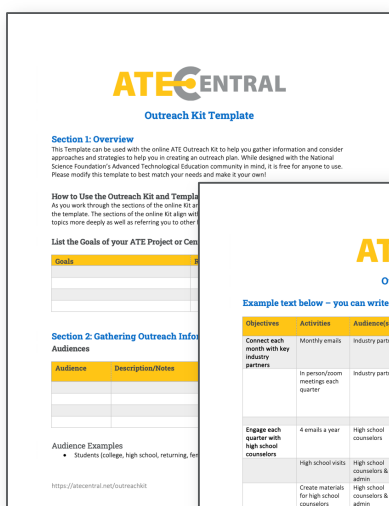 ATE CENTRAL
Outreach Kit Template
Section 1: Overview
This Template can be used with the online ATE Outreach Kit to help you gather information and consider
approaches and strategies to help you in creating an outreach plan. While designed with the National
Science Foundation's Advanced Technological Education community in mind, it is free for anyone to use.
Please modify this template to best match your needs and make it your own!
How to Use the Outreach Kit and
As you work through the sections of the online Kit
the template. The sections of the online Kit align
topics more deeply as well as referring you to other
List the Goals of your ATE Project or
Goals
Section 2: Gathering Outreach
Audiences
Audience Description/Notes
Audience Examples
• Students (college, high school, returning,
https://atecentral.net/outreachkit
Example text below – you can write
Objectives Activities
Connect each
month with key
industry
partners
Monthly emails Industry
In person/zoom
meetings each
quarter
Industry
Engage each
quarter with
high school
counselors
4 emails a year High school
counselors
High school visits High school
counselors &
admin
Create materials
for high school
counselors
High school
counselors &
admin